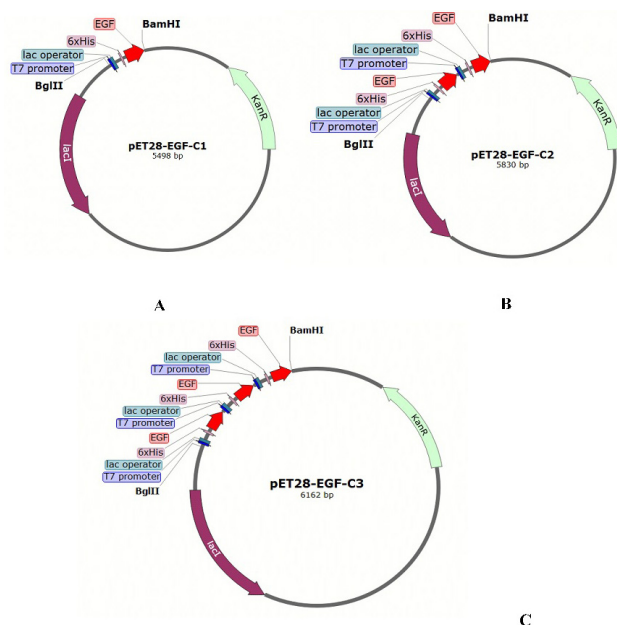 EGF
BamHI
6xHis
lac operator
T7 promoter
BglII
KanR
lacI
pET28-EGF-C1
5498 bp
A
EGF
BamHI
6xHis
lac operator
T7 promoter
EGF
6xHis
lac operator
T7 promoter
BglII
KanR
lacI
pET28-EGF-C2
5830 bp
B
EGF
BamHI
6xHis
lac operator
T7 promoter
EGF
6xHis
lac operator
T7 promoter
EGF
6xHis
lac operator
T7 promoter
BglII
KanR
lacI
pET28-EGF-C3
6162 bp
C